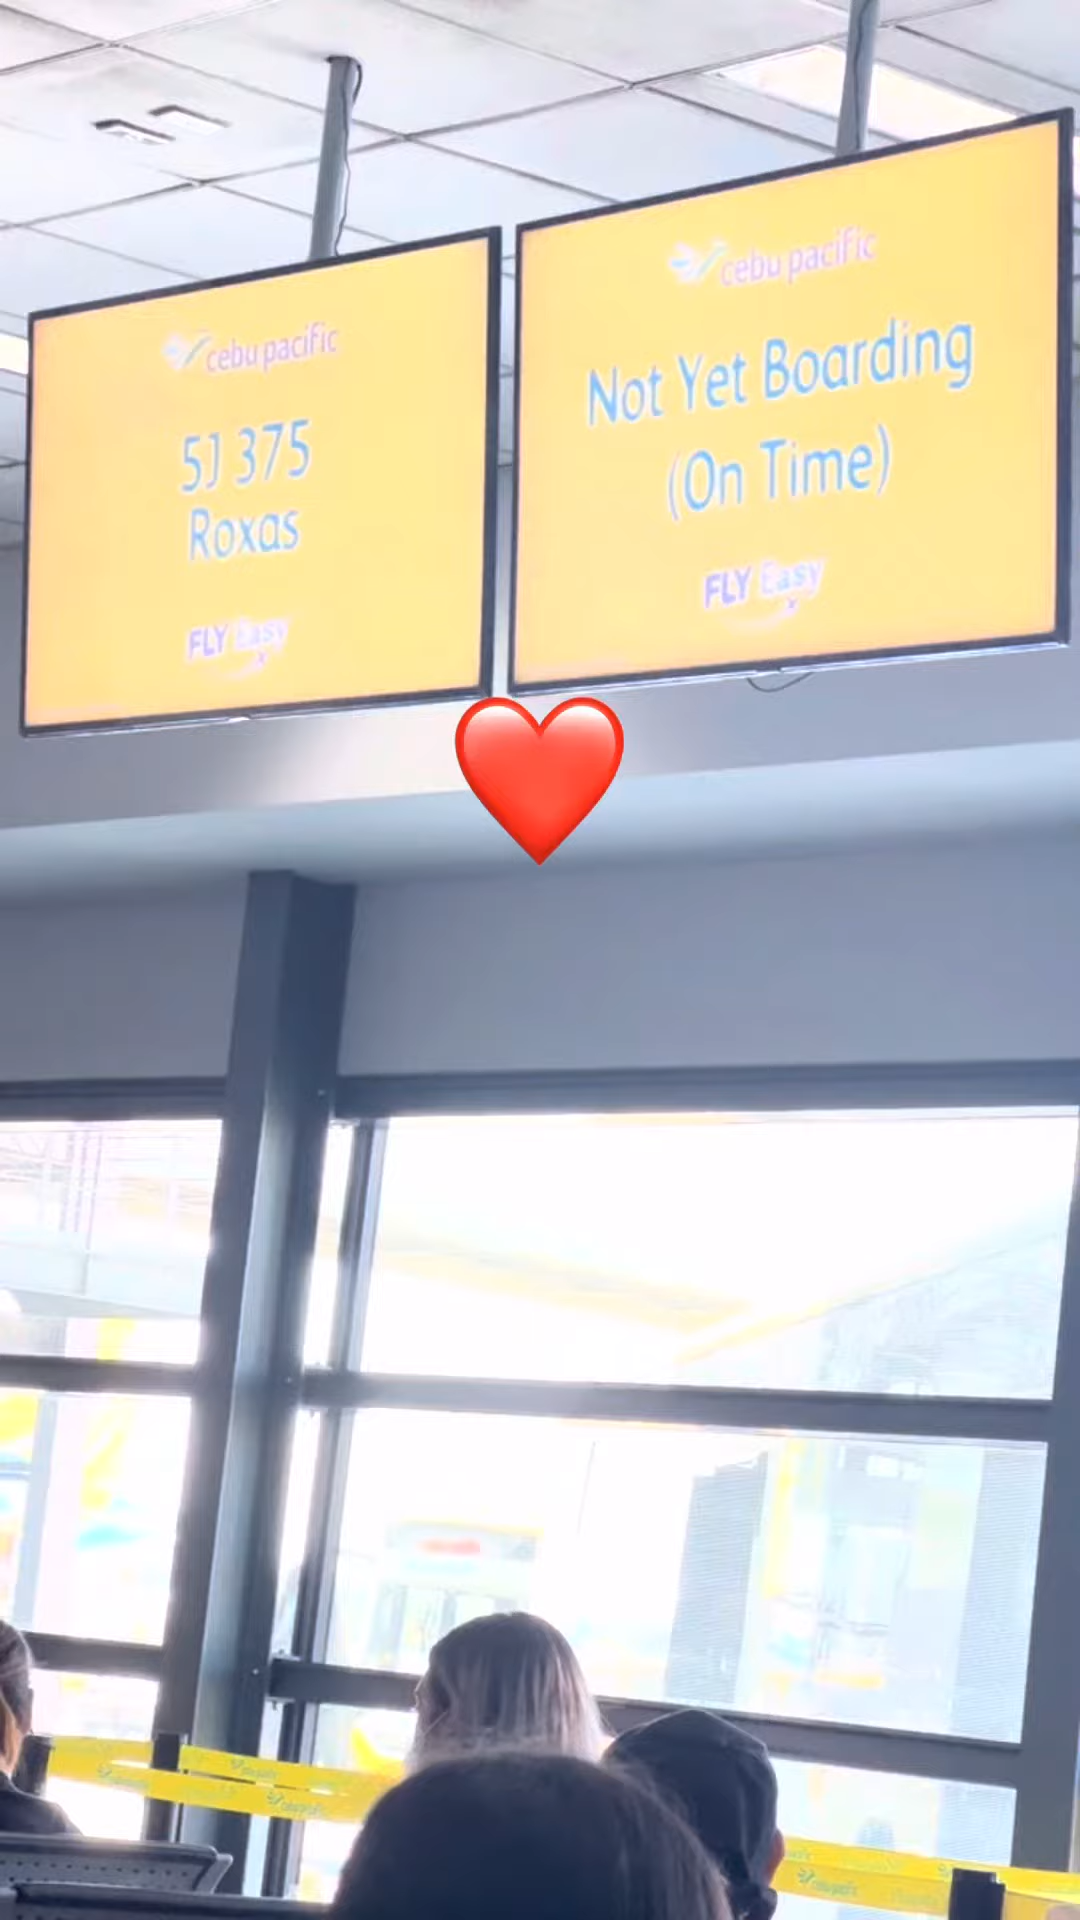 cebu pacific
5J 375
Roxas
FLY Easy
cebu pacific
Not Yet Boarding
(On Time)
FLY Easy